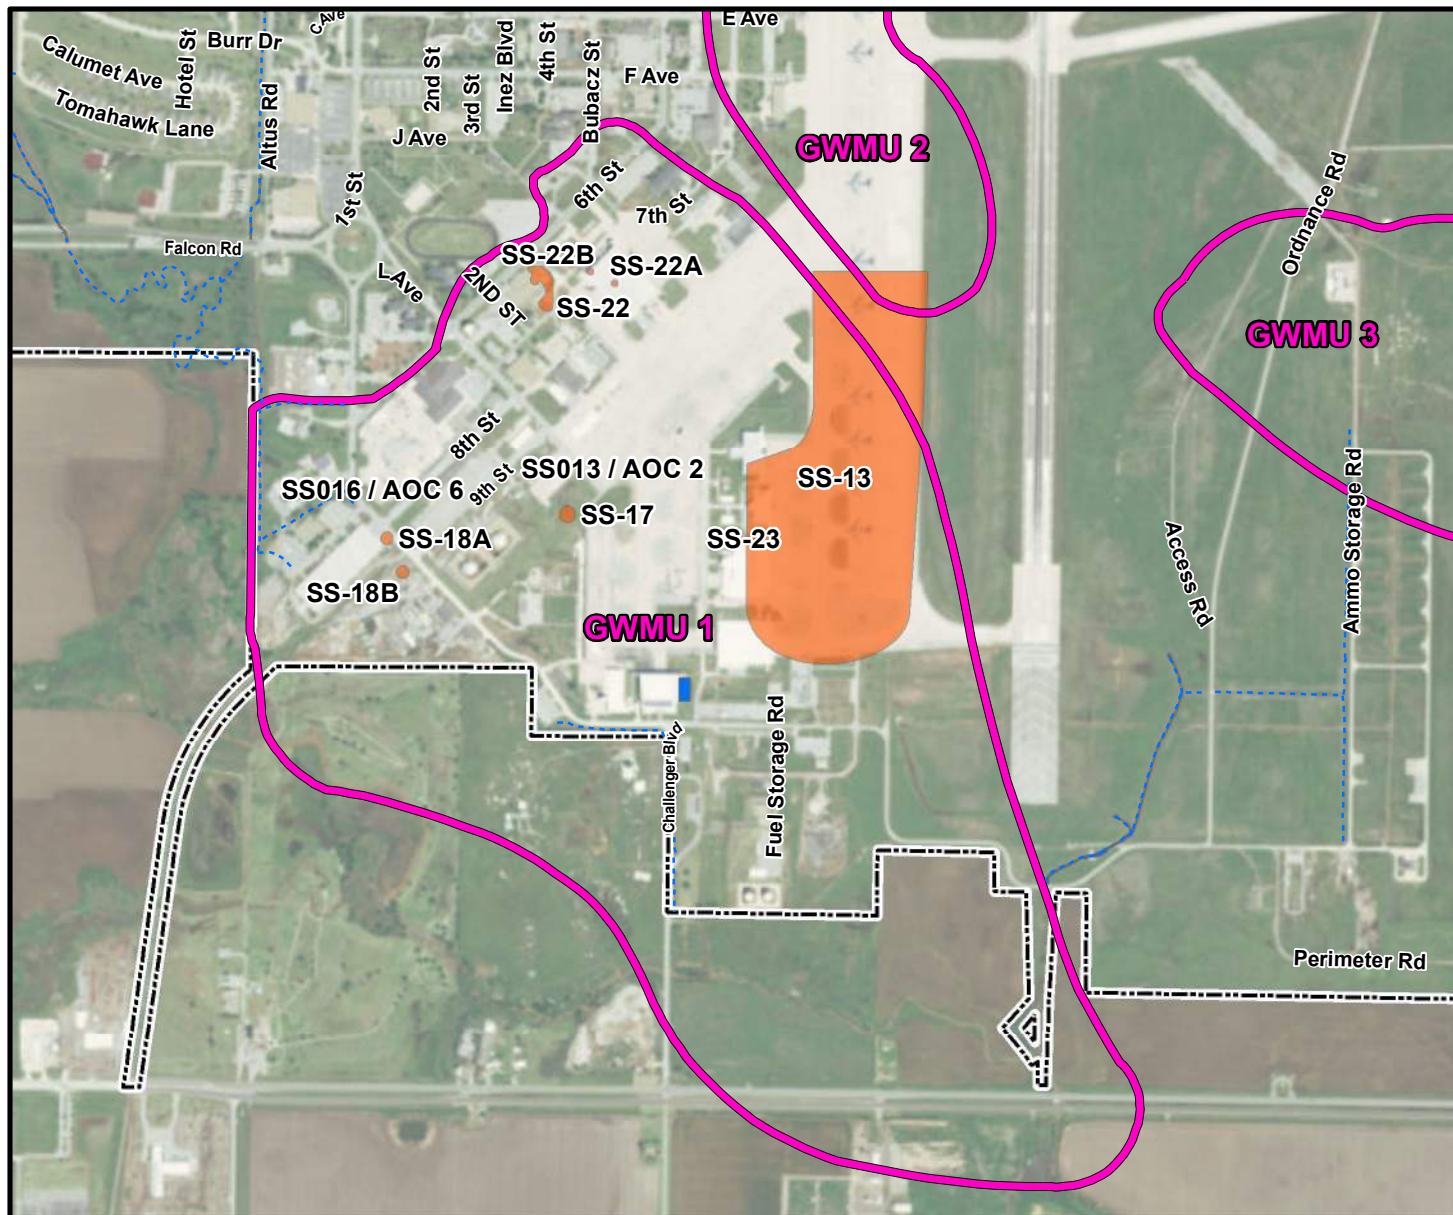 E Ave
C Ave
Burr Dr
Calumet Ave
Hotel St
Tomahawk Lane
Altus Rd
2nd St
3rd St
Inez Blvd
4th St
Bubacz St
F Ave
J Ave
GWMU 2
1st St
6th St
7th St
Ordnance Rd
Falcon Rd
L Ave
2ND ST
SS-22B
SS-22A
SS-22
GWMU 3
8th St
9th St
SS013 / AOC 2
SS016 / AOC 6
SS-13
SS-17
SS-18A
SS-23
SS-18B
GWMU 1
Access Rd
Ammo Storage Rd
Challenger Blvd
Fuel Storage Rd
Perimeter Rd